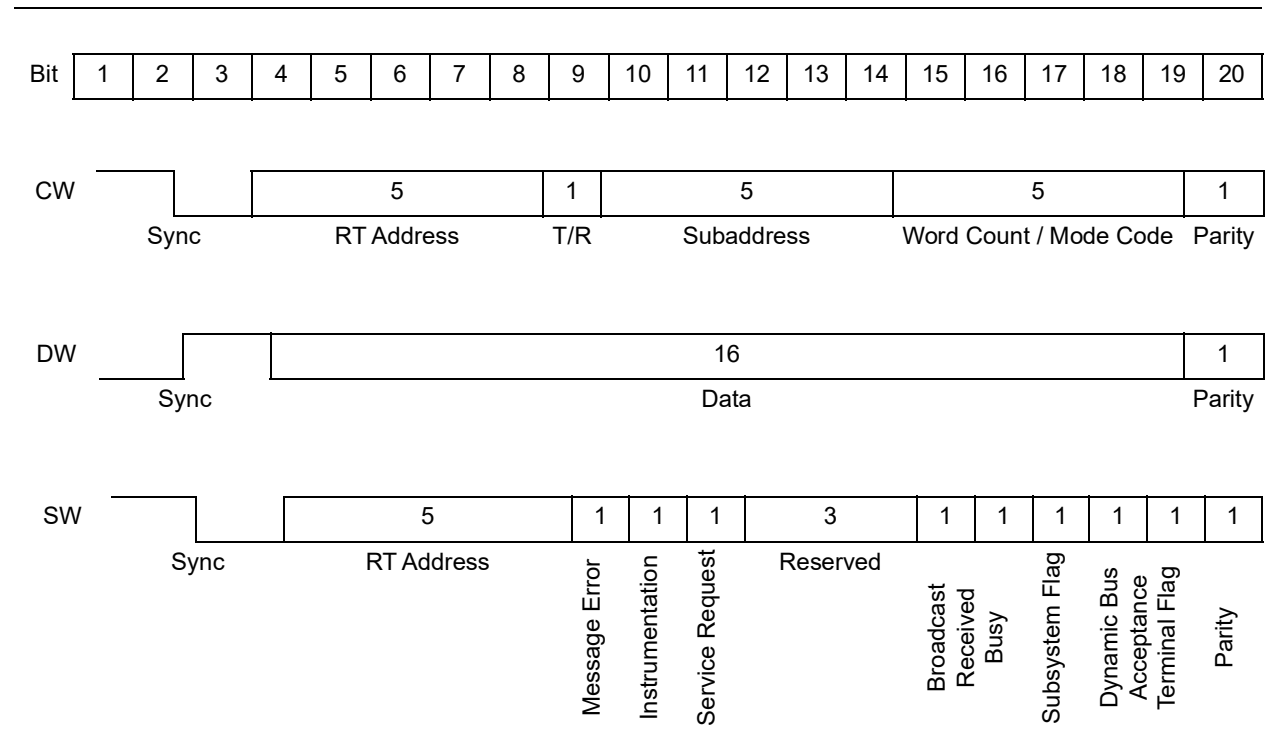 Bit 1 2 3 4 5 6 7 8 9 10 11 12 13 14 15 16 17 18 19 20
CW 5 1 5 5 1
Sync RT Address T/R Subaddress Word Count / Mode Code Parity
DW 16 1
Sync Data Parity
SW 5 1 1 1 3 1 1 1 1 1 1
Sync RT Address Reserved
Message Error
Instrumentation
Service Request
Broadcast
Received
Busy
Subsystem Flag
Dynamic Bus
Acceptance
Terminal Flag
Parity